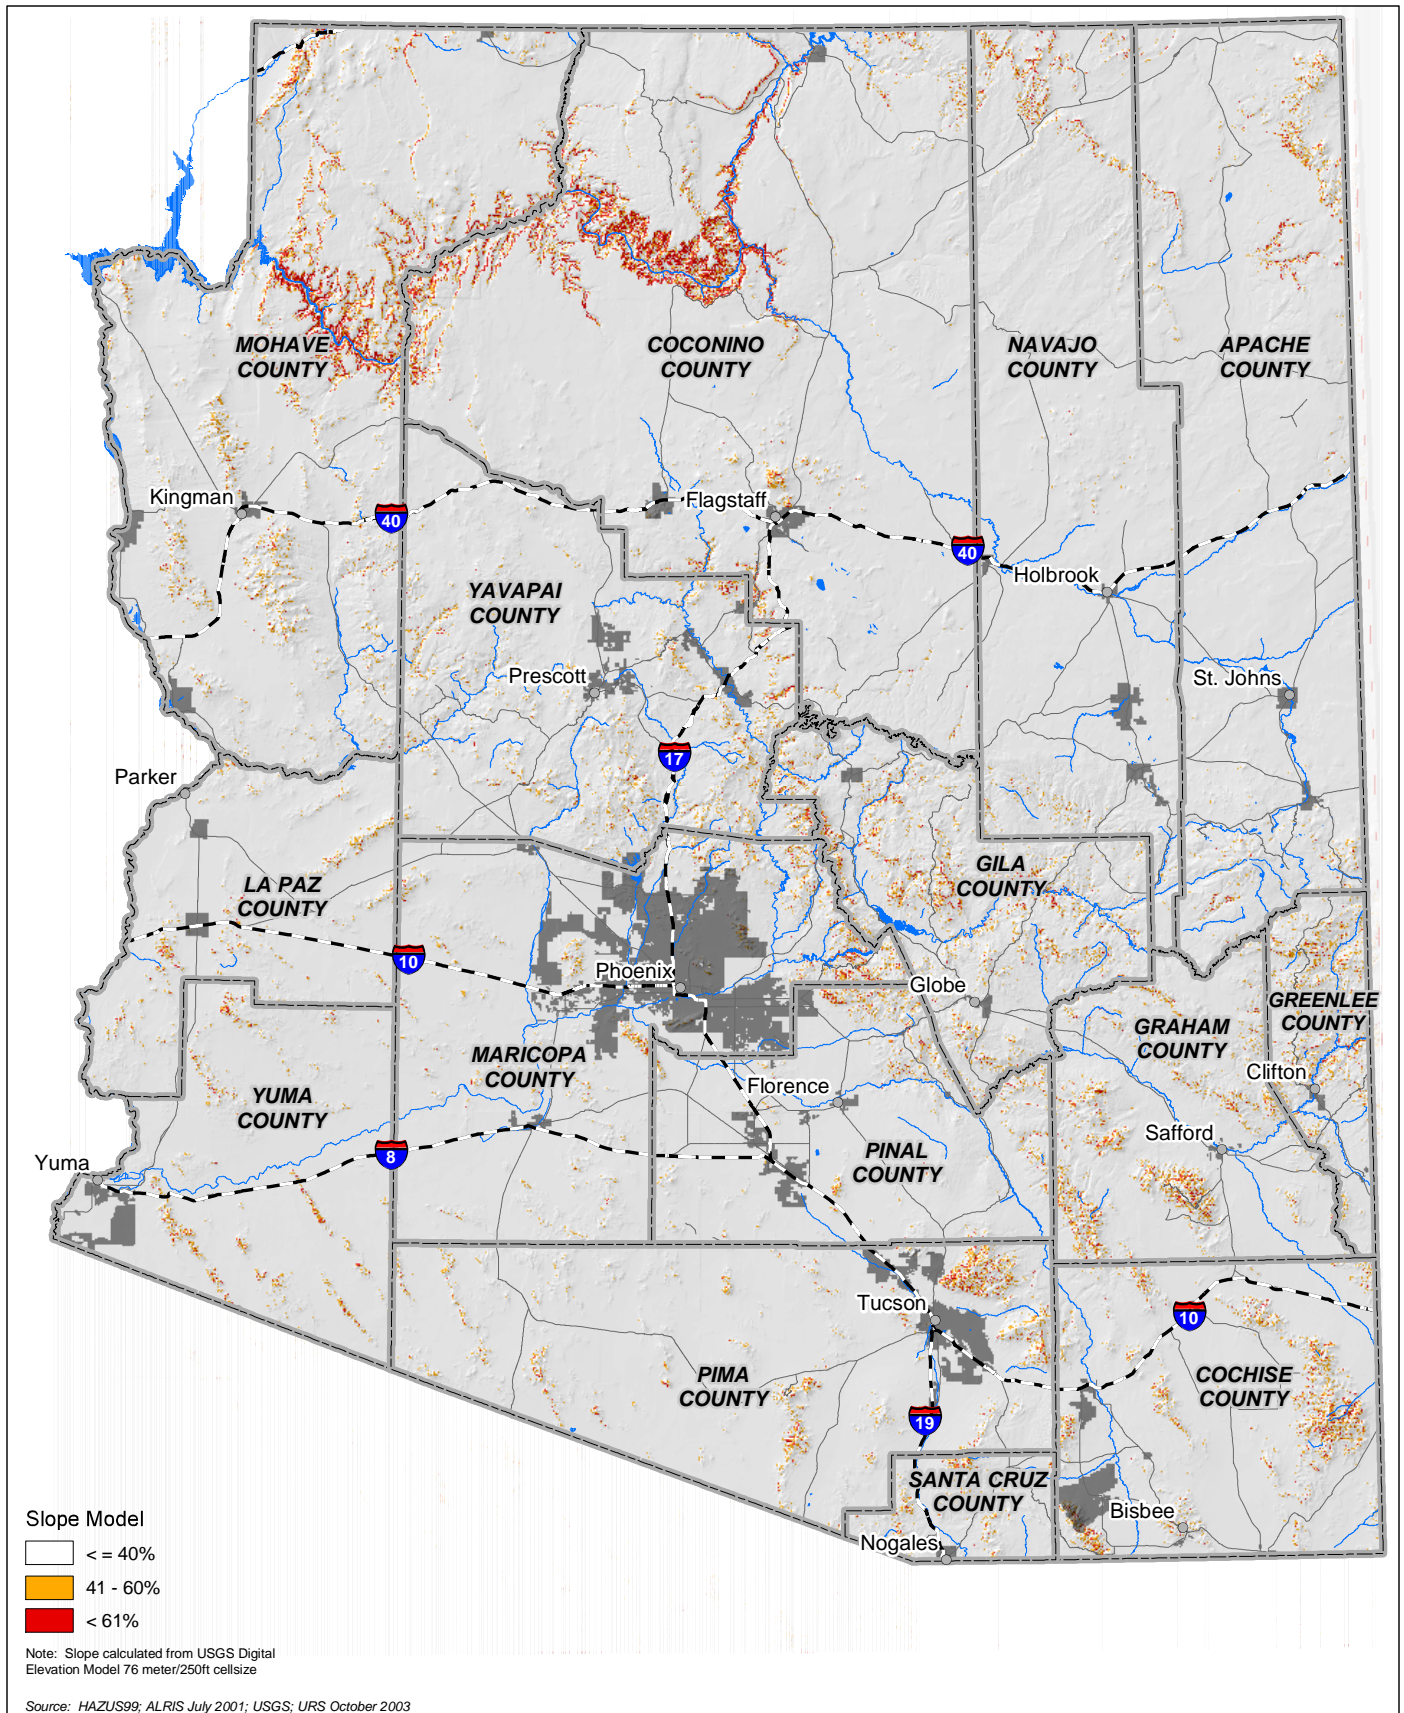 MOHAVE
COUNTY
COCONINO
COUNTY
NAVAJO
COUNTY
APACHE
COUNTY
Kingman
40
Flagstaff
40
Holbrook
YAVAPAI
COUNTY
Prescott
St. Johns
17
Parker
LA PAZ
COUNTY
GILA
COUNTY
10
Phoenix
Globe
GREENLEE
COUNTY
GRAHAM
COUNTY
MARICOPA
COUNTY
Clifton
Florence
YUMA
COUNTY
Safford
8
Yuma
PINAL
COUNTY
Tucson
10
PIMA
COUNTY
COCHISE
COUNTY
19
SANTA CRUZ
COUNTY
Bisbee
Nogales
Slope Model
< = 40%
41 - 60%
< 61%
Note: Slope calculated from USGS Digital
Elevation Model 76 meter/250ft cellsize
Source: HAZUS99; ALRIS July 2001; USGS; URS October 2003